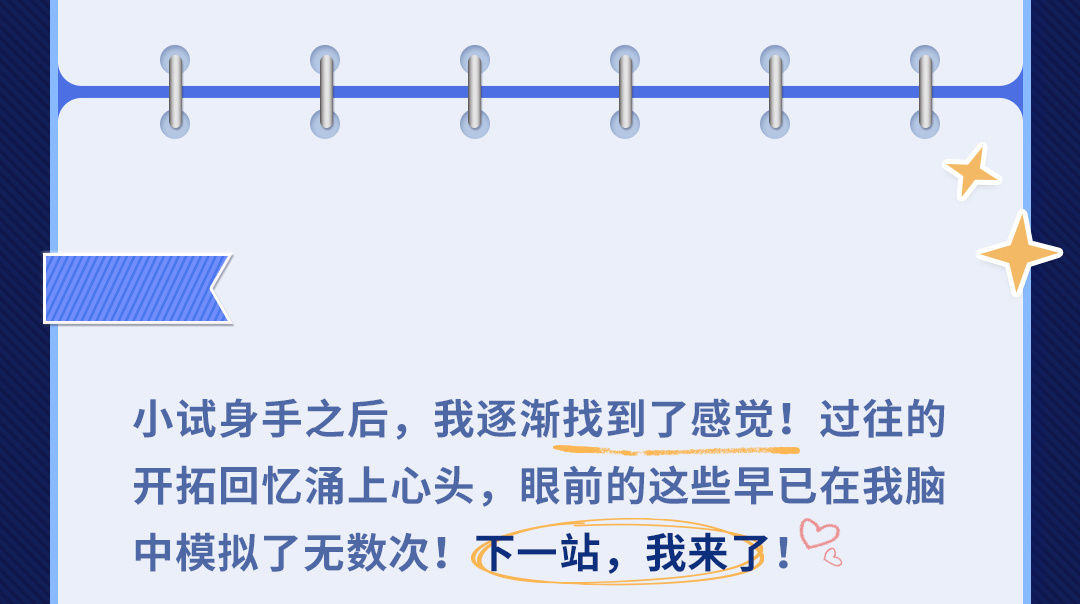 小试身手之后，我逐渐找到了感觉！过往的
开拓回忆涌上心头，眼前的这些早已在我脑
中模拟了无数次！下一站，我来了！